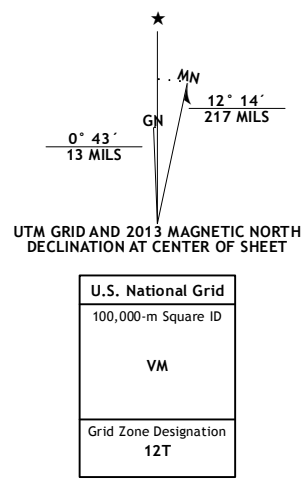 MN
GN
12° 14´
217 MILS
0° 43´
13 MILS
UTM GRID AND 2013 MAGNETIC NORTH
DECLINATION AT CENTER OF SHEET
U.S. National Grid
100,000-m Square ID
VM
Grid Zone Designation
12T